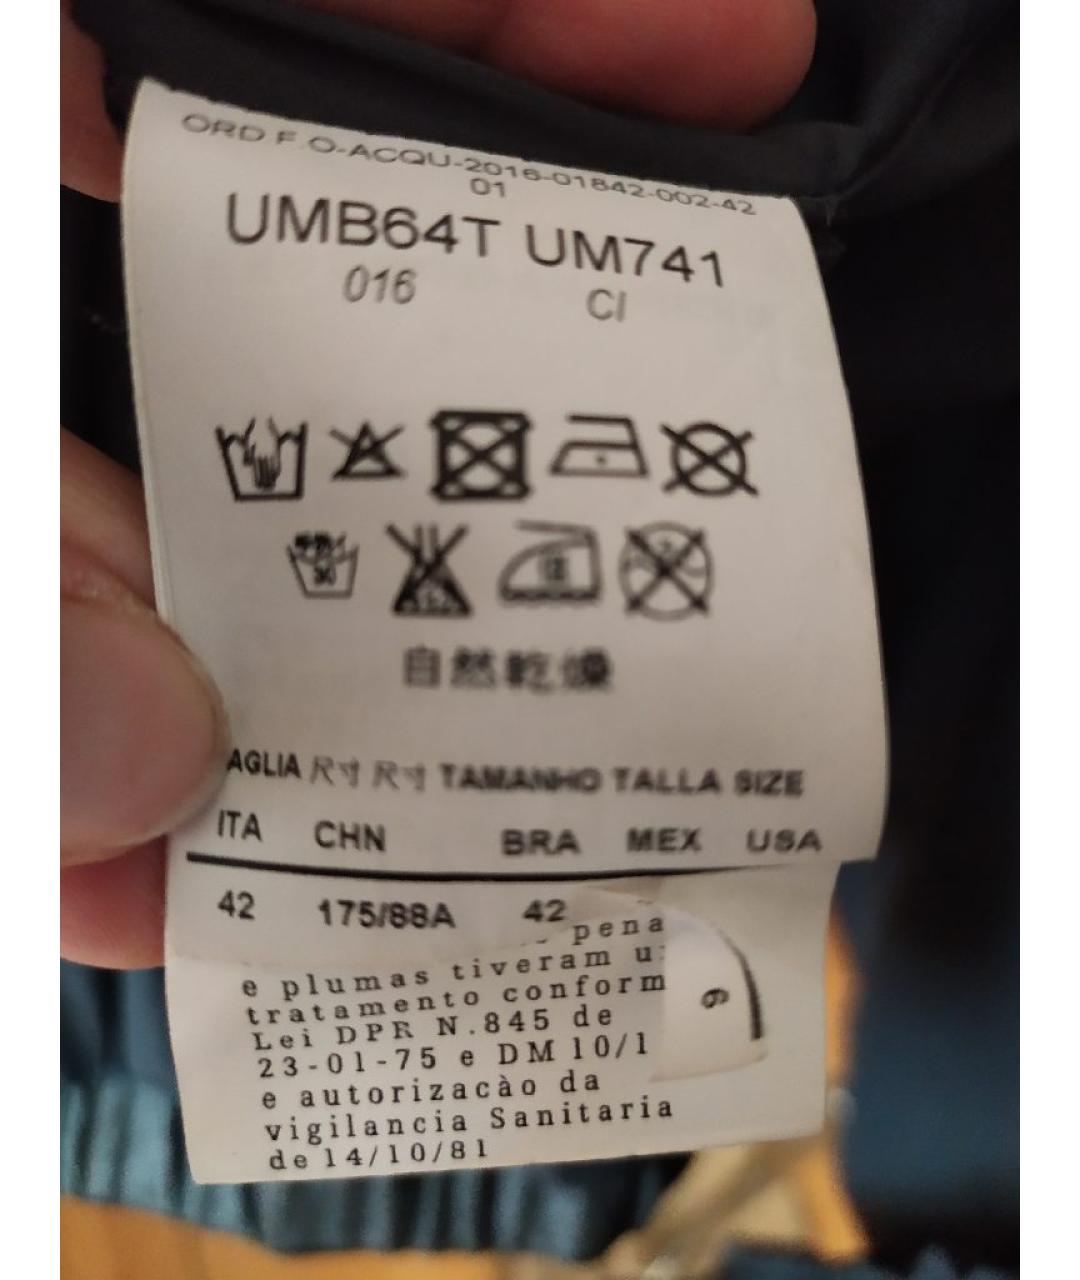 ORD F.O-ACQU-2016-01842-002-42
01
UMB64T UM741
016 CI
30
自然乾燥
AGLIA 尺寸 尺寸 TAMANHO TALLA SIZE
ITA CHN BRA MEX USA
42 175/88A 42
pena
e plumas tiveram u
tratamento conform
Lei DPR N.845 de
23-01-75 e DM 10/1
e autorizacào da
vigilancia Sanitaria
de 14/10/81